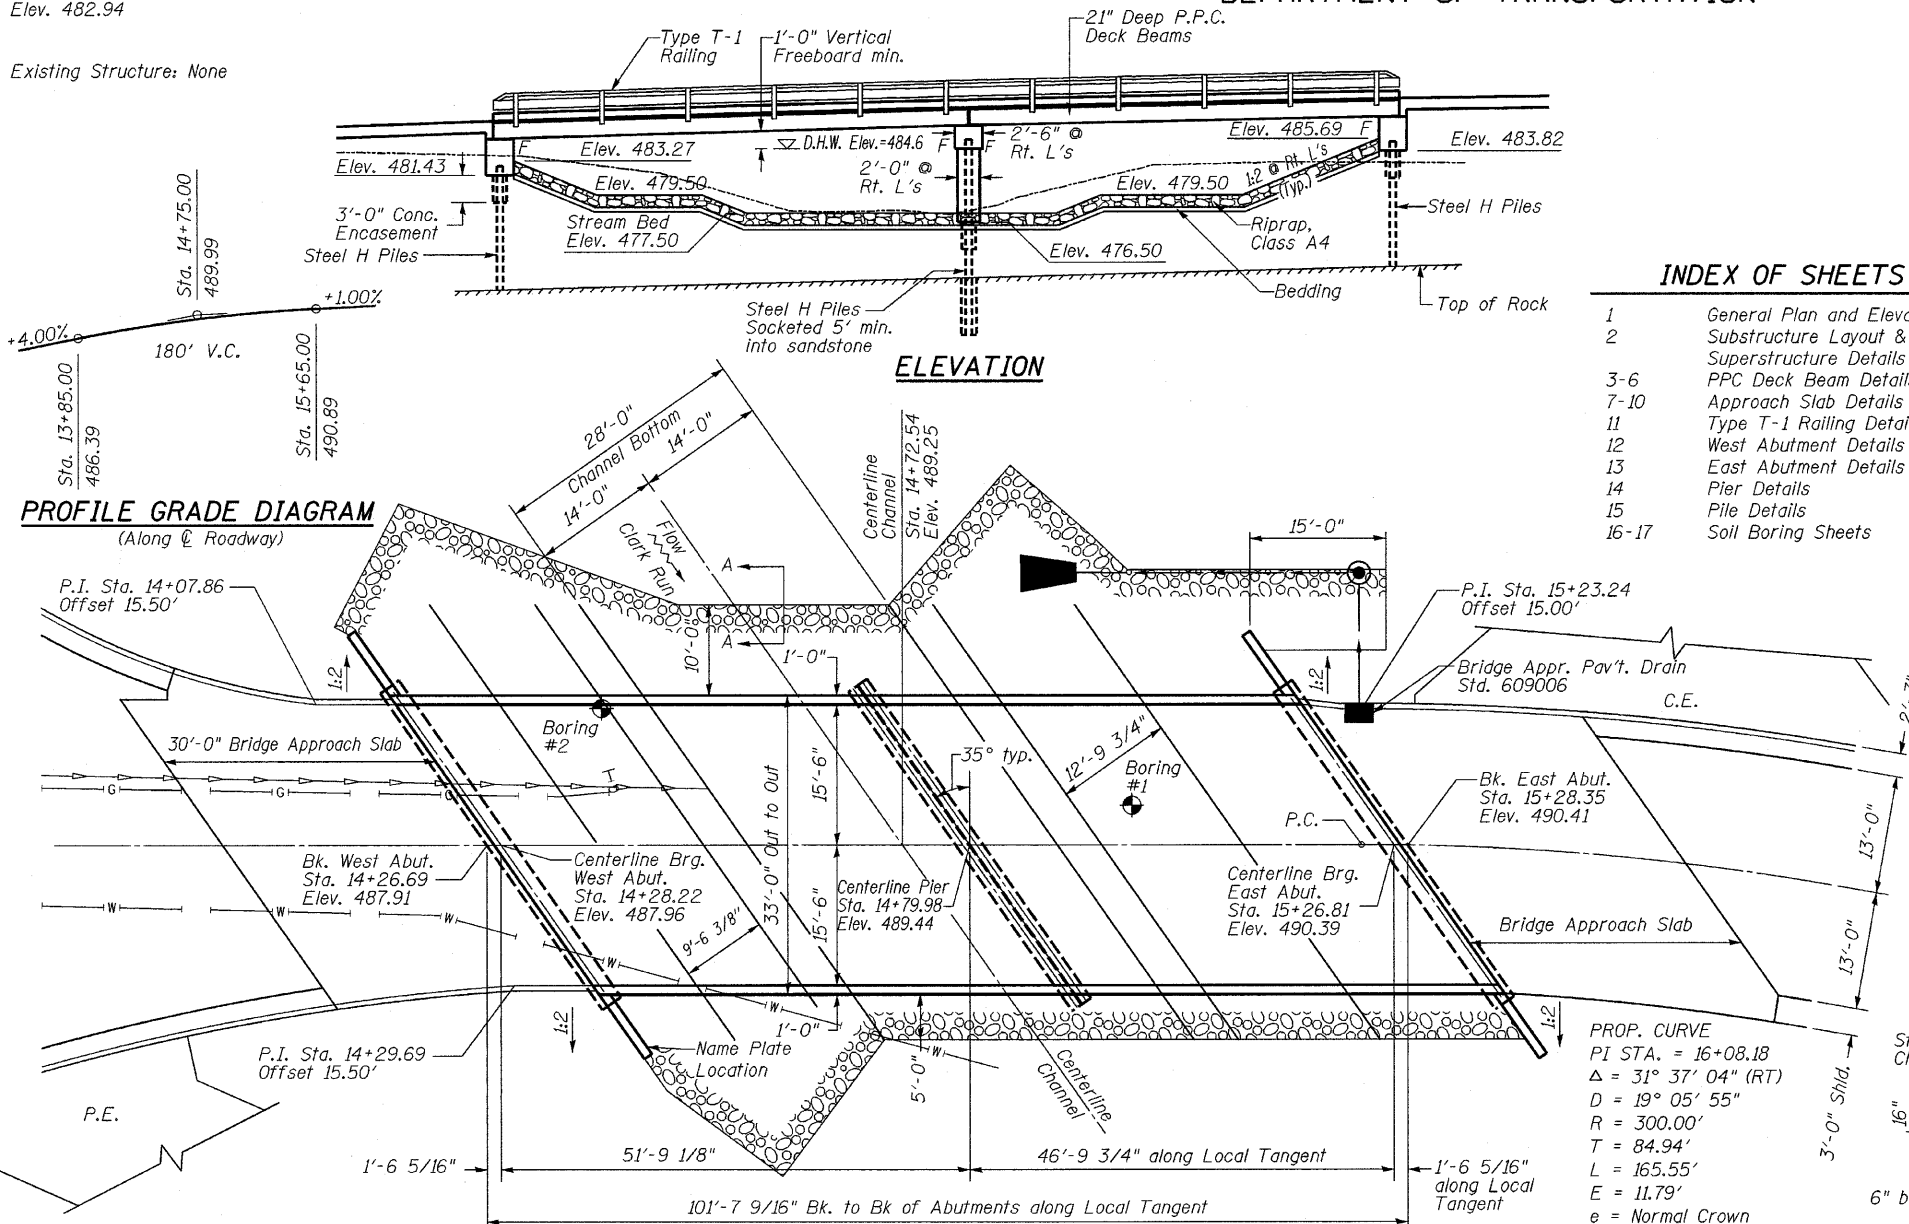 Elev. 482.94
DEPARTMENT OF TRANSPORTATION
Existing Structure: None
Type T-1
Railing
1'-0" Vertical
Freeboard min.
21" Deep P.P.C.
Deck Beams
Elev. 481.43
Elev. 483.27
F
D.H.W. Elev.=484.6
F
F
2'-6" @
Rt. L's
2'-0" @
Rt. L's
Elev. 485.69
F
Elev. 483.82
Elev. 479.50
Elev. 479.50
1:2 @ Rt. L's
(Typ.)
3'-0" Conc.
Encasement
Steel H Piles
Stream Bed
Elev. 477.50
Elev. 476.50
Riprap,
Class A4
Steel H Piles
Bedding
Top of Rock
Steel H Piles
Socketed 5' min.
into sandstone
ELEVATION
Sta. 14+75.00
489.99
+4.00%
+1.00%
180' V.C.
Sta. 13+85.00
486.39
Sta. 15+65.00
490.89
PROFILE GRADE DIAGRAM
(Along ℄ Roadway)
INDEX OF SHEETS
1 General Plan and Eleva
2 Substructure Layout &
Superstructure Details
3-6 PPC Deck Beam Details
7-10 Approach Slab Details
11 Type T-1 Railing Detai
12 West Abutment Details
13 East Abutment Details
14 Pier Details
15 Pile Details
16-17 Soil Boring Sheets
28'-0"
Channel Bottom
14'-0"
14'-0"
Flow
Clark Run
Centerline
Channel
Sta. 14+72.54
Elev. 489.25
A
A
10'-0"
1'-0"
15'-0"
P.I. Sta. 14+07.86
Offset 15.50'
P.I. Sta. 15+23.24
Offset 15.00'
Bridge Appr. Pav't. Drain
Std. 609006
C.E.
1:2
1:2
Boring
#2
30'-0" Bridge Approach Slab
G
G
G
T
33'-0" Out to Out
15'-6"
15'-6"
35° typ.
12'-9 3/4"
Boring
#1
P.C.
Bk. East Abut.
Sta. 15+28.35
Elev. 490.41
13'-0"
13'-0"
Bk. West Abut.
Sta. 14+26.69
Elev. 487.91
Centerline Brg.
West Abut.
Sta. 14+28.22
Elev. 487.96
Centerline Pier
Sta. 14+79.98
Elev. 489.44
Centerline Brg.
East Abut.
Sta. 15+26.81
Elev. 490.39
Bridge Approach Slab
W
W
W
W
W
W
9'-6 3/8"
1:2
1'-0"
5'-0"
1:2
P.I. Sta. 14+29.69
Offset 15.50'
Name Plate
Location
Centerline
Channel
P.E.
3'-0" Shld.
1'-6 5/16"
51'-9 1/8"
46'-9 3/4" along Local Tangent
1'-6 5/16"
along Local
Tangent
101'-7 9/16" Bk. to Bk of Abutments along Local Tangent
PROP. CURVE
PI STA. = 16+08.18
Δ = 31° 37' 04" (RT)
D = 19° 05' 55"
R = 300.00'
T = 84.94'
L = 165.55'
E = 11.79'
e = Normal Crown
16"
6" b